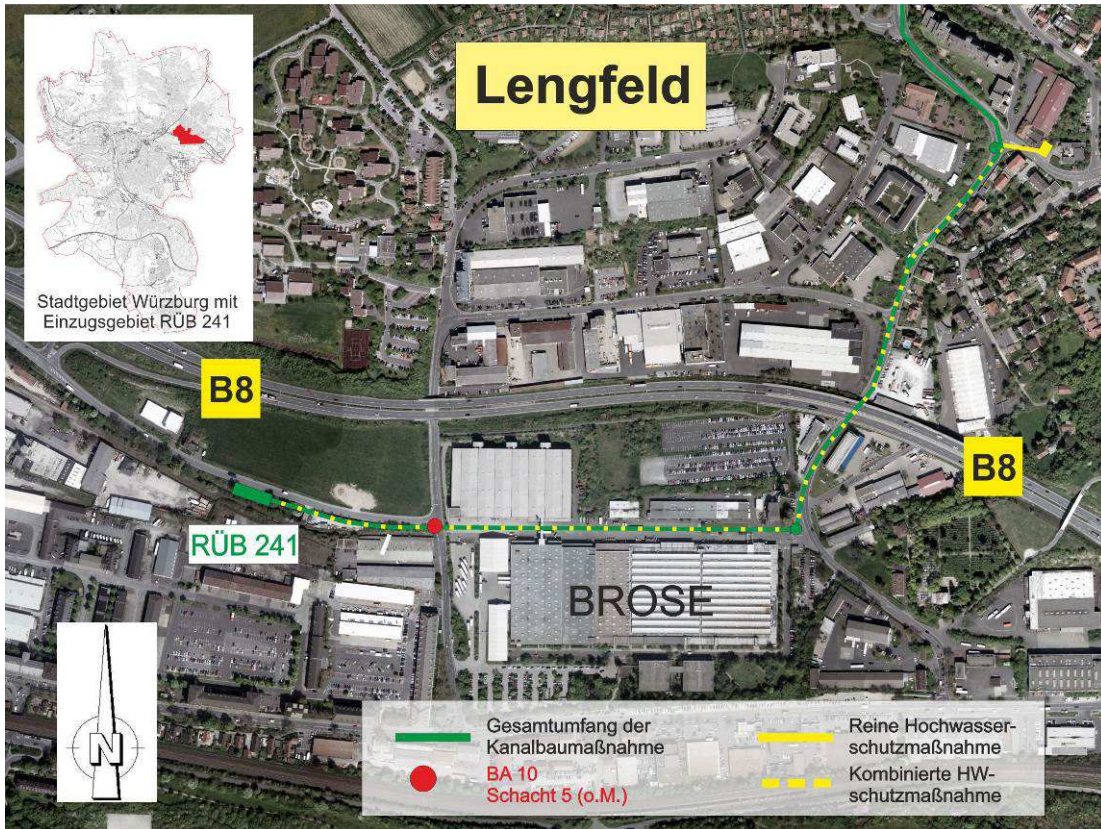 Lengfeld
Stadtgebiet Würzburg mit
Einzugsgebiet RÜB 241
B8
B8
RÜB 241
BROSE
N
Gesamtumfang der
Kanalbaumaßnahme
BA 10
Schacht 5 (o.M.)
Reine Hochwasser-
schutzmaßnahme
Kombinierte HW-
schutzmaßnahme